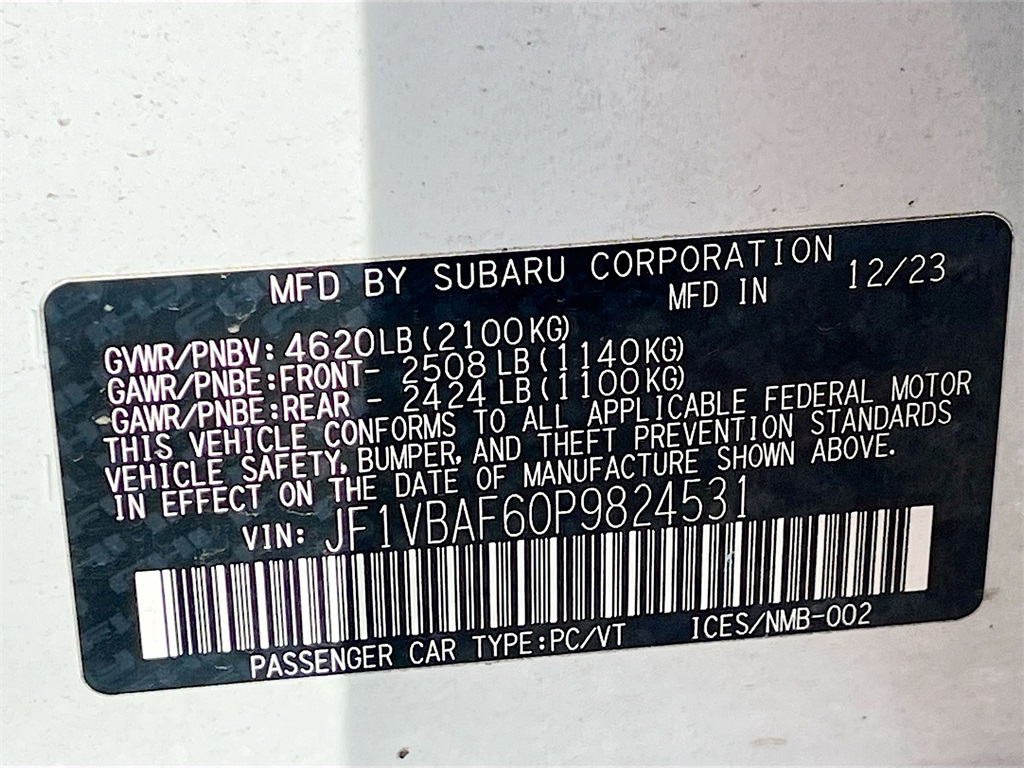 MFD BY SUBARU CORPORATION
MFD IN 12/23
GVWR/PNBV: 4620LB(2100KG)
GAWR/PNBE:FRONT- 2508 LB(1140KG)
GAWR/PNBE:REAR - 2424 LB(1100KG)
THIS VEHICLE CONFORMS TO ALL APPLICABLE FEDERAL MOTOR
VEHICLE SAFETY, BUMPER, AND THEFT PREVENTION STANDARDS
IN EFFECT ON THE DATE OF MANUFACTURE SHOWN ABOVE.
VIN: JF1VBAF60P9824531
PASSENGER CAR TYPE:PC/VT ICES/NMB-002